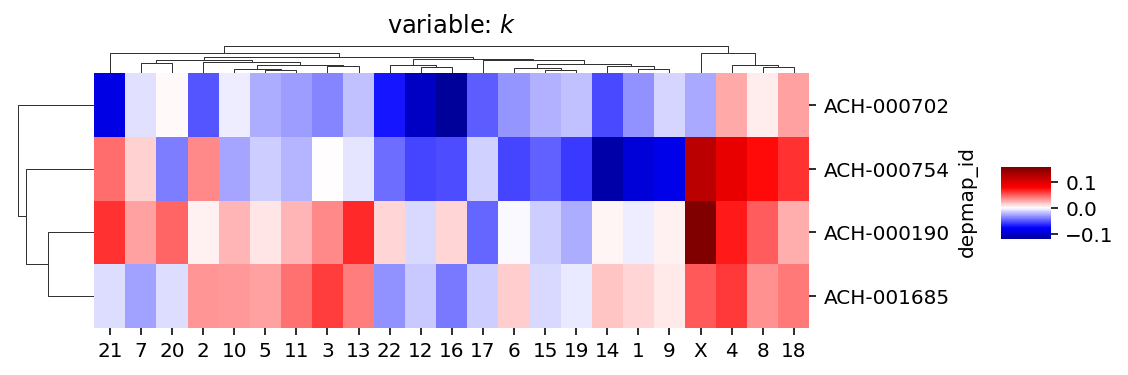 variable: k
ACH-000702
ACH-000754
ACH-000190
ACH-001685
depmap_id
0.1
0.0
−0.1
21 7 20 2 10 5 11 3 13 22 12 16 17 6 15 19 14 1 9 X 4 8 18